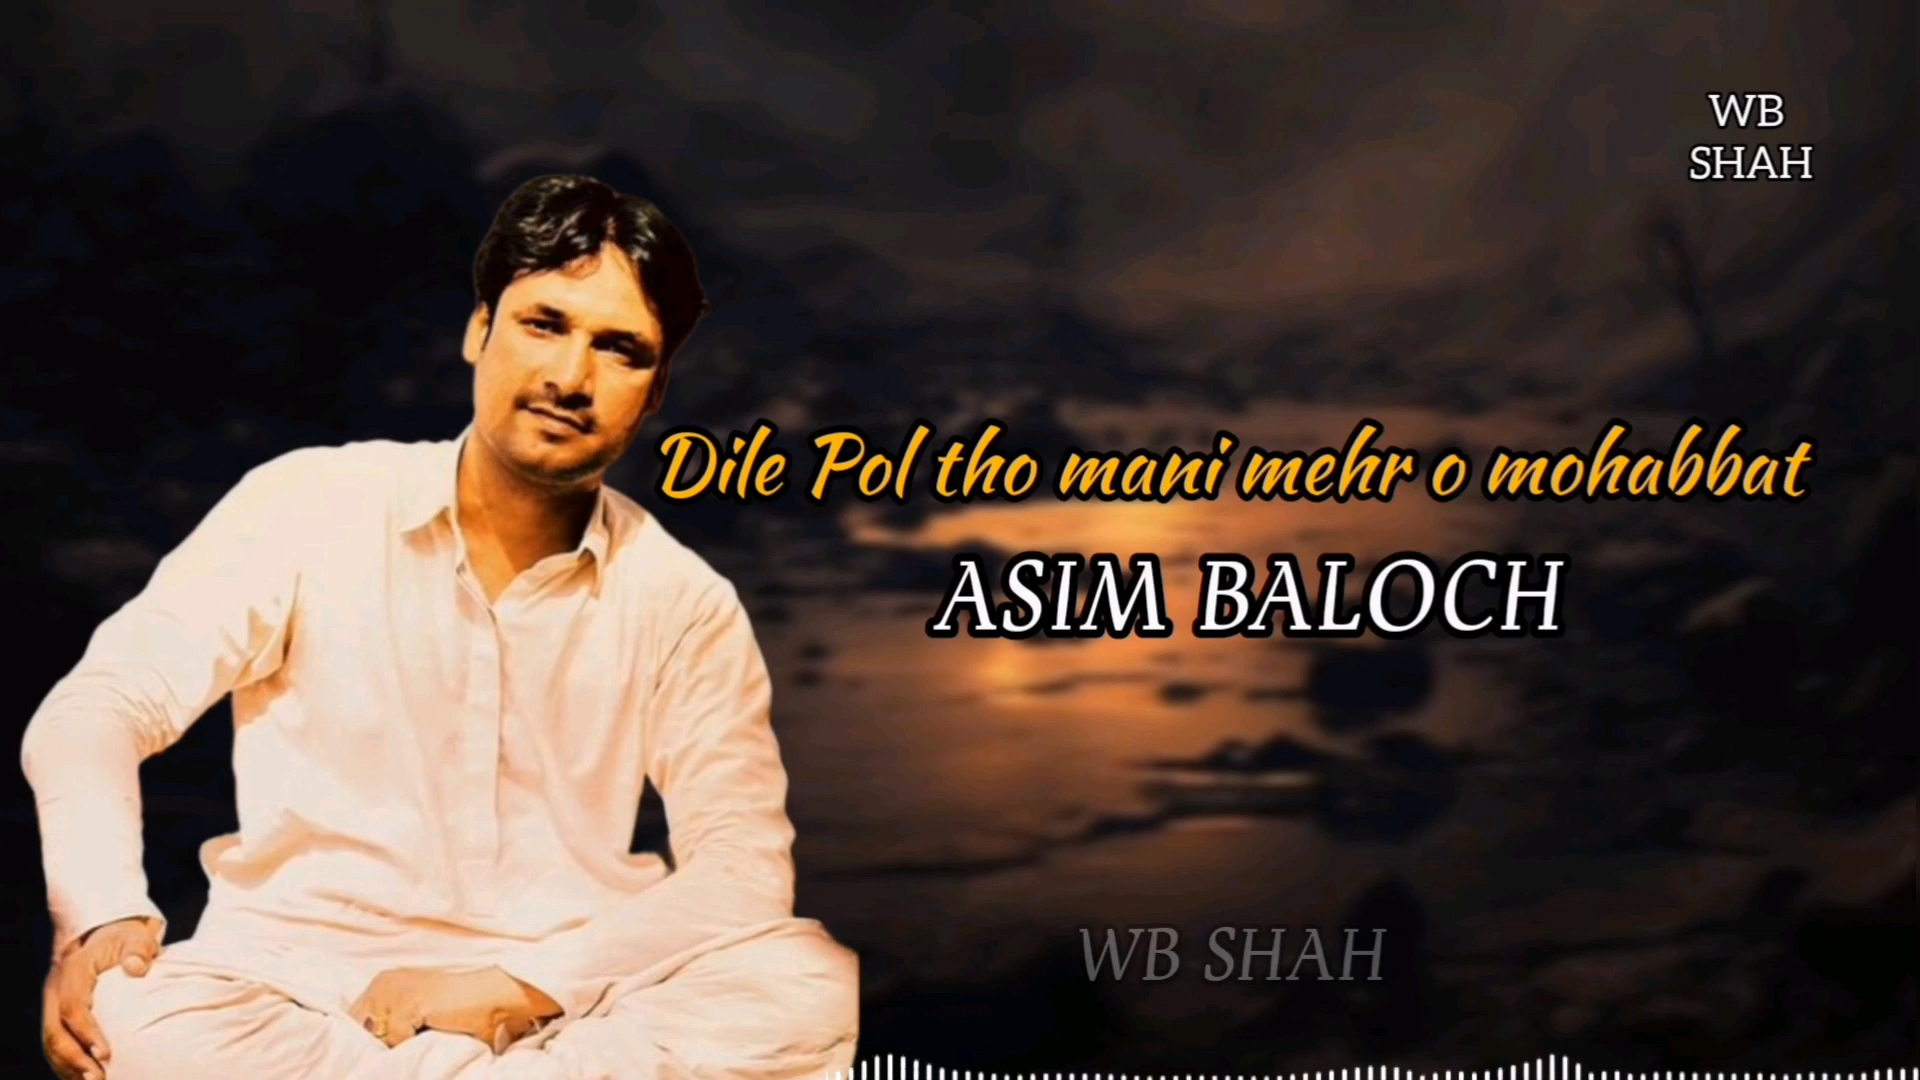 WB
SHAH
Dile Pol tho mani mehr o mohabbat
ASIM BALOCH
WB SHAH